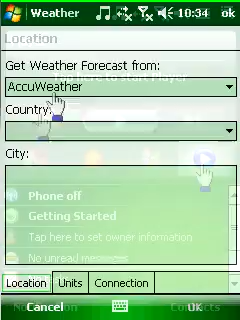 Weather 10:34 ok
Location
Tap here to start Player
Get Weather Forecast from:
AccuWeather
Country:
City:
Phone off
Getting Started
Tap here to set owner information
No unread messages
Location Units Connection
Cancel OK
Contacts